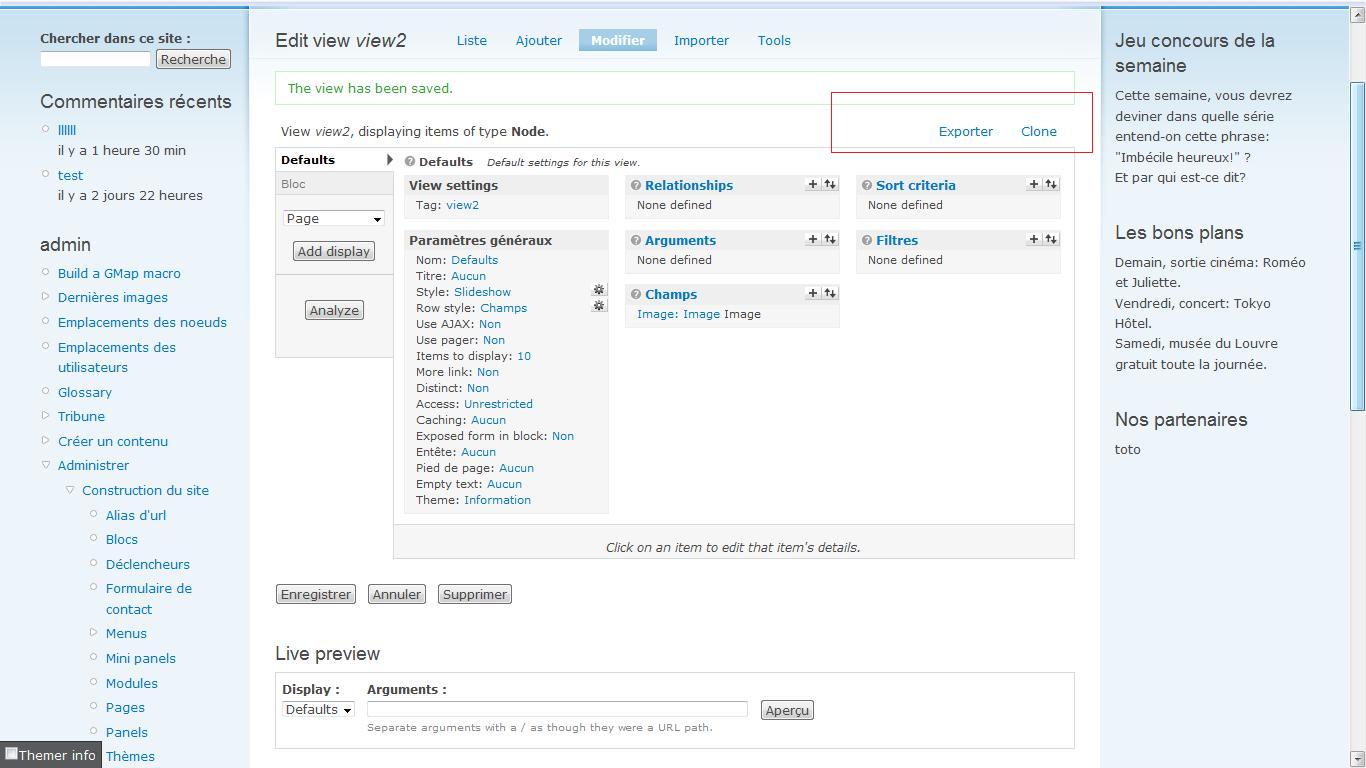 Chercher dans ce site :
Recherche
Commentaires récents
llllll
il y a 1 heure 30 min
test
il y a 2 jours 22 heures
admin
Build a GMap macro
Dernières images
Emplacements des noeuds
Emplacements des
utilisateurs
Glossary
Tribune
Créer un contenu
Administrer
Construction du site
Alias d'url
Blocs
Déclencheurs
Formulaire de
contact
Menus
Mini panels
Modules
Pages
Panels
Thèmes
Themer info
Edit view view2
Liste Ajouter Modifier Importer Tools
The view has been saved.
View view2, displaying items of type Node.
Exporter Clone
Defaults
Bloc
Page
Add display
Analyze
Defaults Default settings for this view.
View settings
Tag: view2
Paramètres généraux
Nom: Defaults
Titre: Aucun
Style: Slideshow
Row style: Champs
Use AJAX: Non
Use pager: Non
Items to display: 10
More link: Non
Distinct: Non
Access: Unrestricted
Caching: Aucun
Exposed form in block: Non
Entête: Aucun
Pied de page: Aucun
Empty text: Aucun
Theme: Information
Relationships
None defined
Arguments
None defined
Champs
Image: Image Image
Sort criteria
None defined
Filtres
None defined
Click on an item to edit that item's details.
Enregistrer Annuler Supprimer
Live preview
Display : Arguments :
Defaults Aperçu
Separate arguments with a / as though they were a URL path.
Jeu concours de la
semaine
Cette semaine, vous devrez
deviner dans quelle série
entend-on cette phrase:
"Imbécile heureux!" ?
Et par qui est-ce dit?
Les bons plans
Demain, sortie cinéma: Roméo
et Juliette.
Vendredi, concert: Tokyo
Hôtel.
Samedi, musée du Louvre
gratuit toute la journée.
Nos partenaires
toto